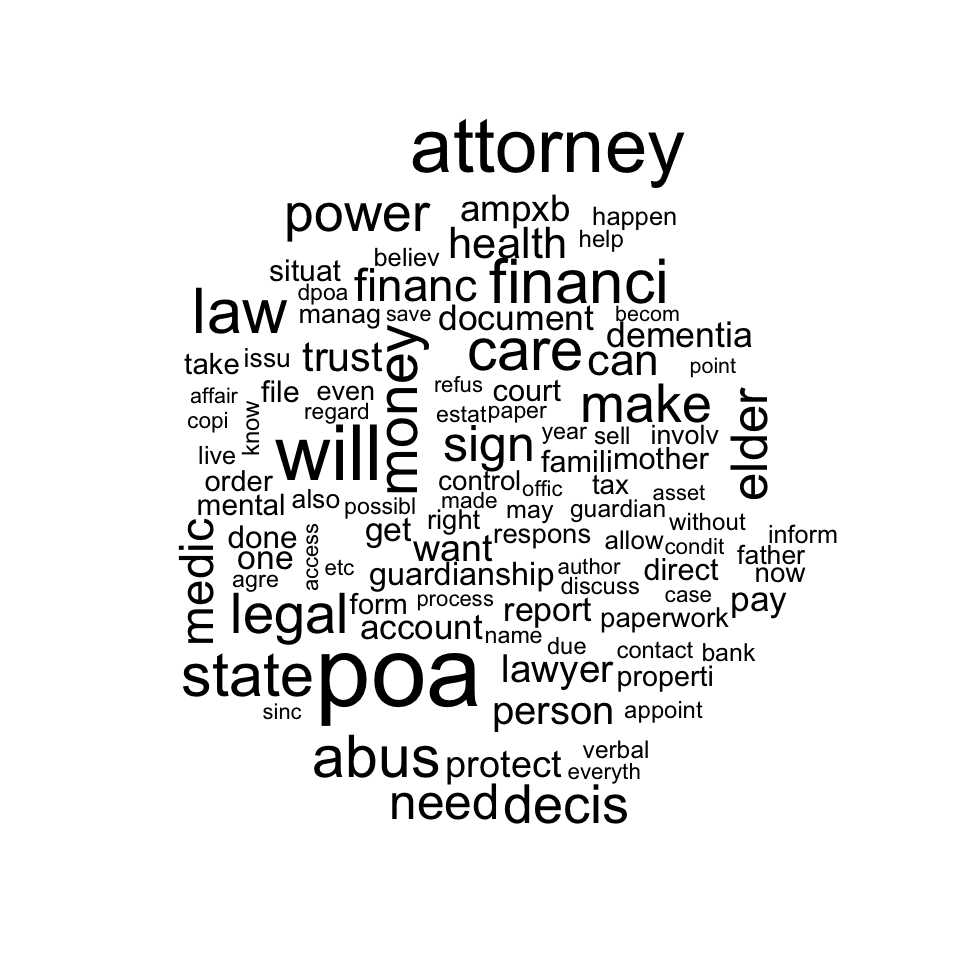 attorney
power ampxb happen
health help
believ
situat financ financi
law dpoa
manag save document becom
dementia
take issu trust money care can point
affair file even refus court make elder
copi know regard estat paper
will sign year sell involv
live famili mother
order control offic tax asset
mental also possibl made may guardian
medic done get right respons without
one access want allow condit inform
agre etc guardianship author direct father
discuss now
legal form process report case pay
account name paperwork
due contact bank
state poa lawyer properti
sinc person appoint
abus protect verbal
everyth
need decis